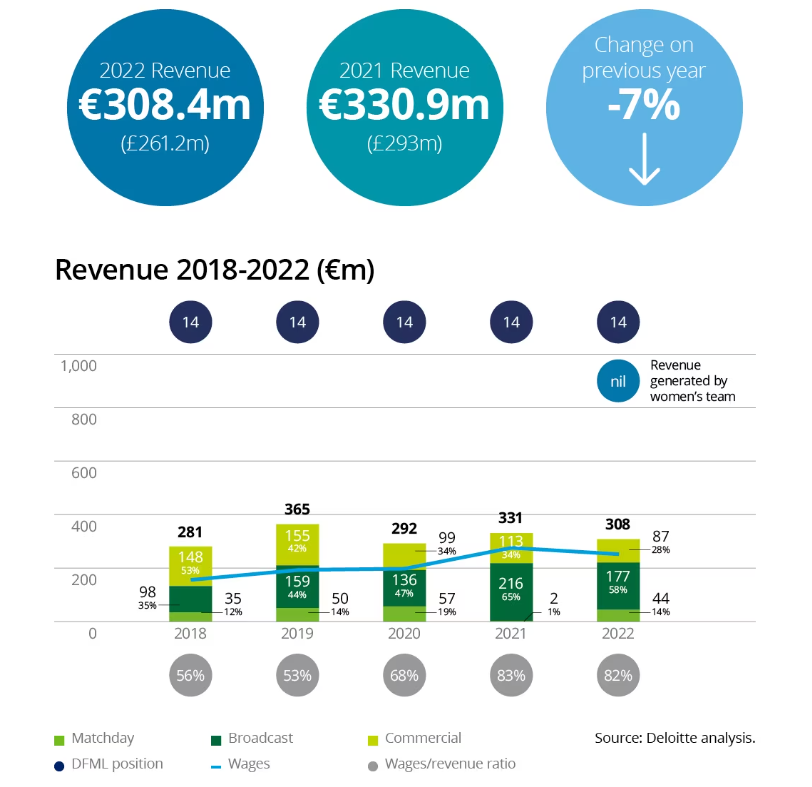 2022 Revenue
€308.4m
(£261.2m)
2021 Revenue
€330.9m
(£293m)
Change on
previous year
-7%
Revenue 2018-2022 (€m)
14
14
14
14
14
1,000
800
600
400
200
0
nil
Revenue
generated by
women's team
281
148
53%
98
35%
35
12%
2018
365
155
42%
159
44%
50
14%
2019
292
99
34%
136
47%
57
19%
2020
331
113
34%
216
65%
2
1%
2021
308
87
28%
177
58%
44
14%
2022
56%
53%
68%
83%
82%
Matchday
Broadcast
Commercial
Source: Deloitte analysis.
DFML position
Wages
Wages/revenue ratio